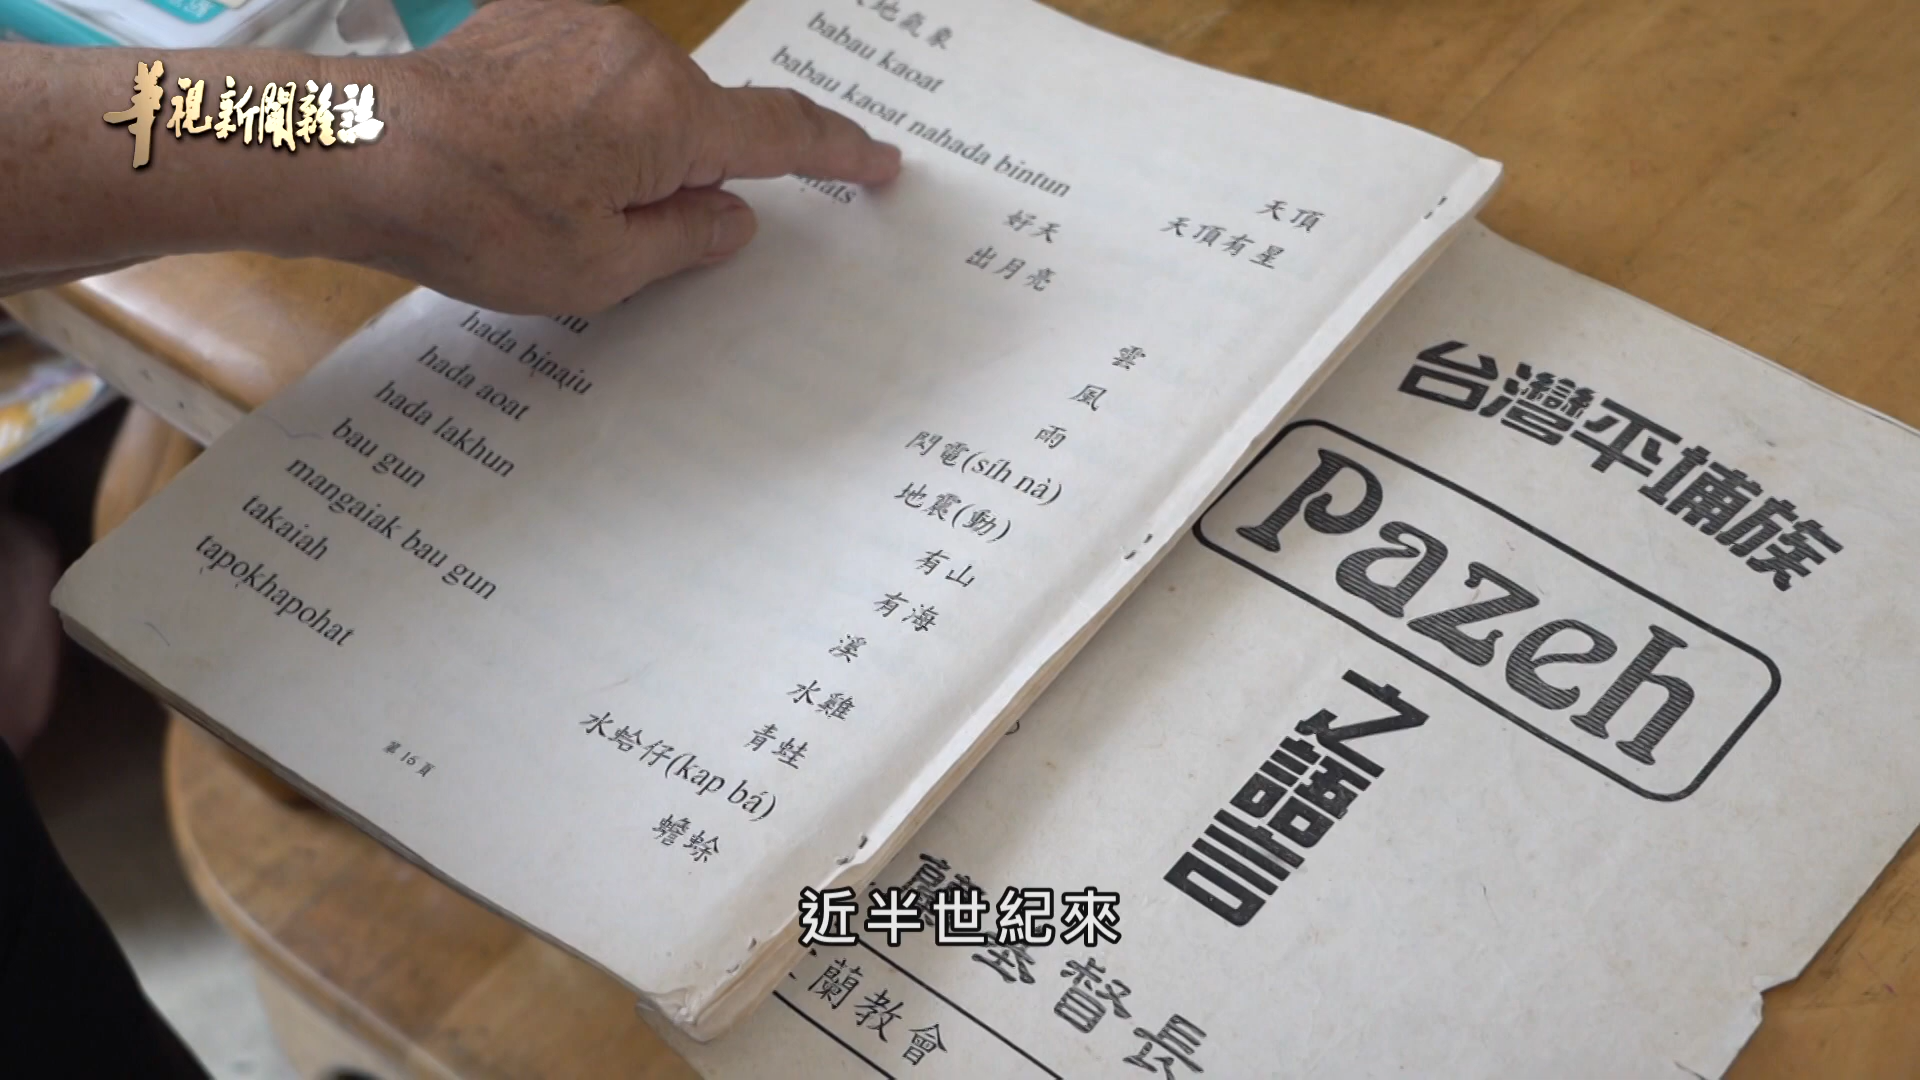 華視新聞雜誌
地氣象
babau kaoat
天頂
babau kaoat nahada bintun
天頂有星
好天
出月亮
雲
風
雨
hada binaiu
閃電(sih nà)
hada aoat
地震(動)
hada lakhun
有山
bau gun
有海
mangaiak bau gun
溪
takaiah
水雞
tapokhapohat
青蛙
水蛤仔(kap bá)
蟾蜍
第16頁
台灣平埔族
Pazeh
之語言
蘭基督長
蘭教會
近半世紀來